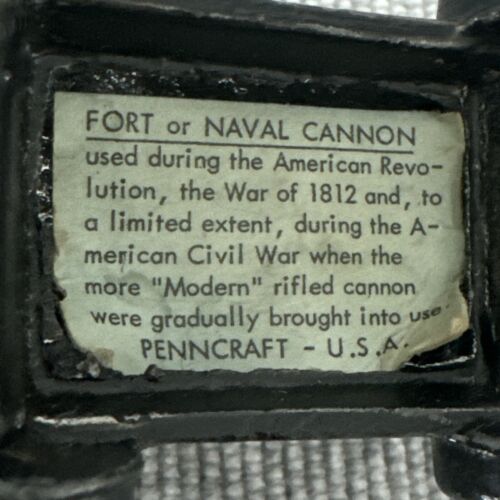 FORT or NAVAL CANNON
used during the American Revo-
lution, the War of 1812 and, to
a limited extent, during the A-
merican Civil War when the
more "Modern" rifled cannon
were gradually brought into use.
PENNCRAFT - U.S.A.